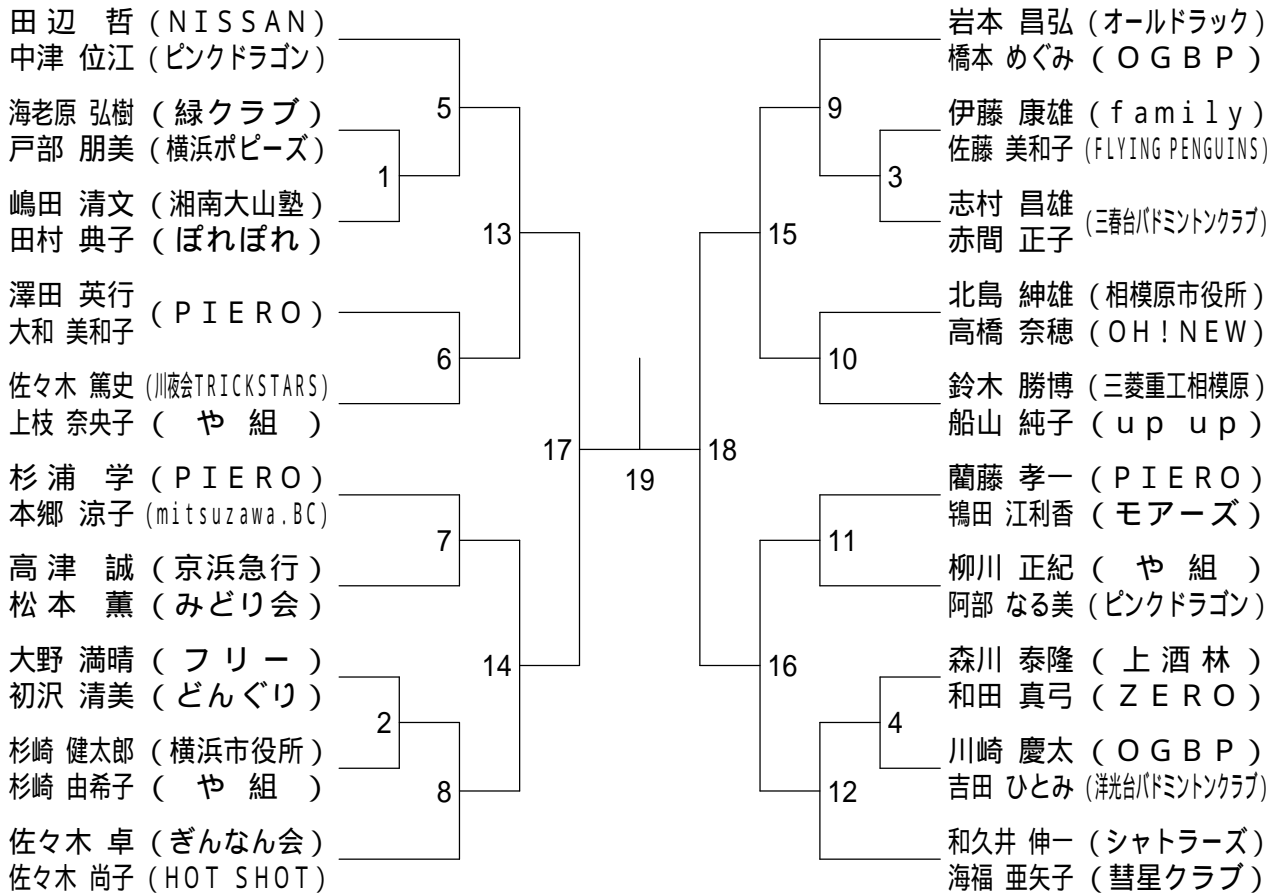 田辺 哲 (NISSAN)
中津 位江 (ピンクドラゴン)
海老原 弘樹 (緑クラブ)
戸部 朋美 (横浜ポピーズ)
嶋田 清文 (湘南大山塾)
田村 典子 (ぽれぽれ)
澤田 英行
大和 美和子
(PIERO)
佐々木 篤史 (川夜会TRICKSTARS)
上枝 奈央子 (や組)
杉浦 学 (PIERO)
本郷 涼子 (mitsuzawa.BC)
高津 誠 (京浜急行)
松本 薫 (みどり会)
大野 満晴 (フリー)
初沢 清美 (どんぐり)
杉崎 健太郎 (横浜市役所)
杉崎 由希子 (や組)
佐々木 卓 (ぎんなん会)
佐々木 尚子 (HOT SHOT)
5
1
13
6
17
7
14
2
8
19
9
3
15
10
18
11
16
4
12
岩本 昌弘 (オールドラック)
橋本 めぐみ (OGBP)
伊藤 康雄 (family)
佐藤 美和子 (FLYING PENGUINS)
志村 昌雄
赤間 正子
(三春台バドミントンクラブ)
北島 紳雄 (相模原市役所)
高橋 奈穂 (OH!NEW)
鈴木 勝博 (三菱重工相模原)
船山 純子 (up up)
藺藤 孝一 (PIERO)
鴇田 江利香 (モアーズ)
柳川 正紀 (や組)
阿部 なる美 (ピンクドラゴン)
森川 泰隆 (上酒林)
和田 真弓 (ZERO)
川崎 慶太 (OGBP)
吉田 ひとみ (洋光台バドミントンクラブ)
和久井 伸一 (シャトラーズ)
海福 亜矢子 (彗星クラブ)